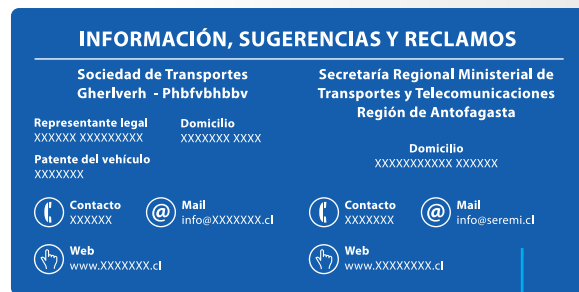 INFORMACIÓN, SUGERENCIAS Y RECLAMOS
Sociedad de Transportes
Gherlverh - Phbfvbhbbv
Representante legal
XXXXXX XXXXXXXXX
Domicilio
XXXXXXX XXXX
Patente del vehículo
XXXXXXX
Contacto
XXXXXX
@
Mail
info@XXXXXXX.cl
Web
www.XXXXXXX.cl
Secretaría Regional Ministerial de
Transportes y Telecomunicaciones
Región de Antofagasta
Domicilio
XXXXXXXXXXX XXXXXX
Contacto
XXXXXXX
@
Mail
info@seremi.cl
Web
www.XXXXXXX.cl